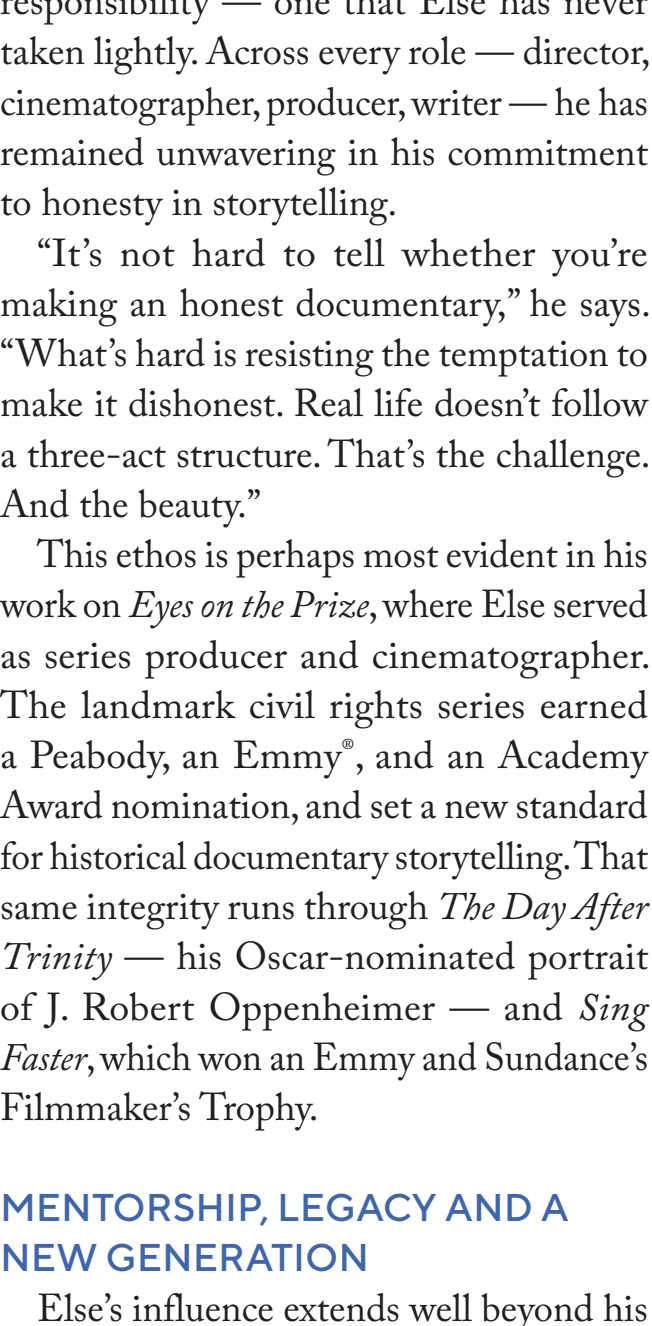 responsibility — one that Else has never
taken lightly. Across every role — director,
cinematographer, producer, writer — he has
remained unwavering in his commitment
to honesty in storytelling.
“It’s not hard to tell whether you’re
making an honest documentary,” he says.
“What’s hard is resisting the temptation to
make it dishonest. Real life doesn’t follow
a three-act structure. That’s the challenge.
And the beauty.”
This ethos is perhaps most evident in his
work on Eyes on the Prize, where Else served
as series producer and cinematographer.
The landmark civil rights series earned
a Peabody, an Emmy®, and an Academy
Award nomination, and set a new standard
for historical documentary storytelling. That
same integrity runs through The Day After
Trinity — his Oscar-nominated portrait
of J. Robert Oppenheimer — and Sing
Faster, which won an Emmy and Sundance’s
Filmmaker’s Trophy.
MENTORSHIP, LEGACY AND A
NEW GENERATION
Else’s influence extends well beyond his